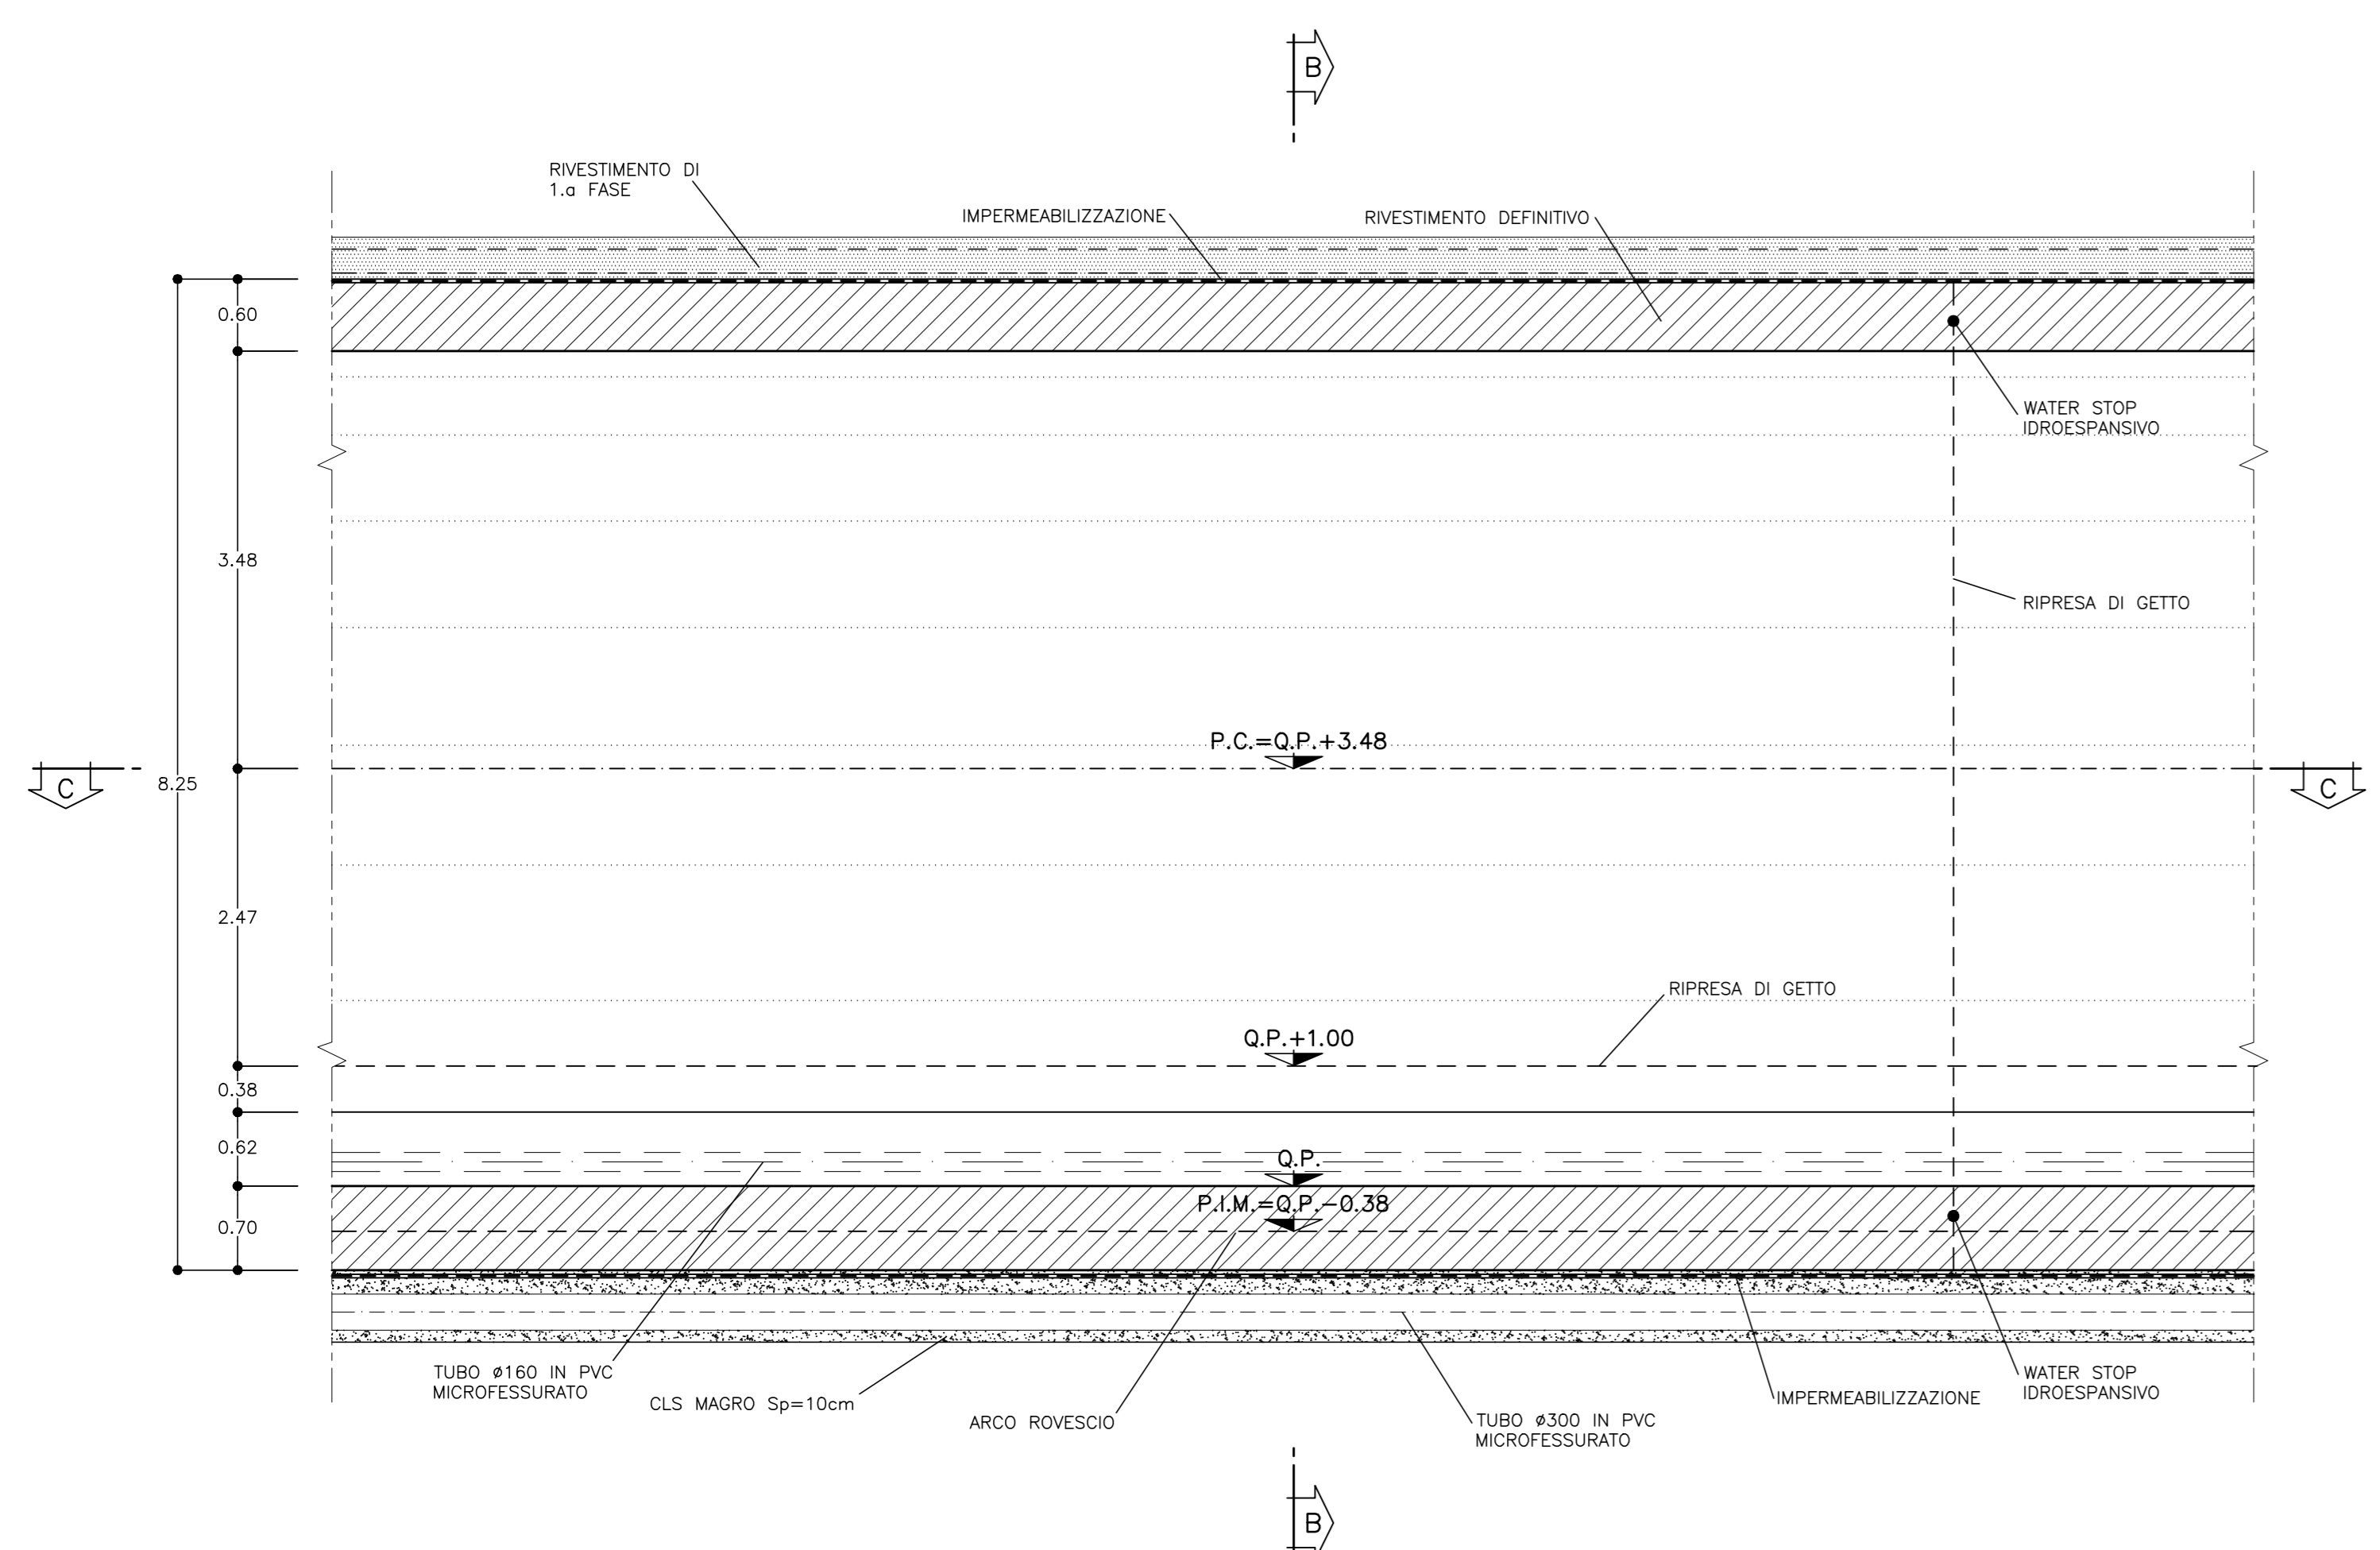 B
RIVESTIMENTO DI
1.a FASE
IMPERMEABILIZZAZIONE
RIVESTIMENTO DEFINITIVO
0.60
WATER STOP
IDROESPANSIVO
3.48
RIPRESA DI GETTO
P.C.=Q.P.+3.48
C
8.25
C
2.47
RIPRESA DI GETTO
Q.P.+1.00
0.38
0.62
Q.P.
P.I.M.=Q.P.-0.38
0.70
TUBO ø160 IN PVC
MICROFESSURATO
CLS MAGRO Sp=10cm
ARCO ROVESCIO
TUBO ø300 IN PVC
MICROFESSURATO
IMPERMEABILIZZAZIONE
WATER STOP
IDROESPANSIVO
B